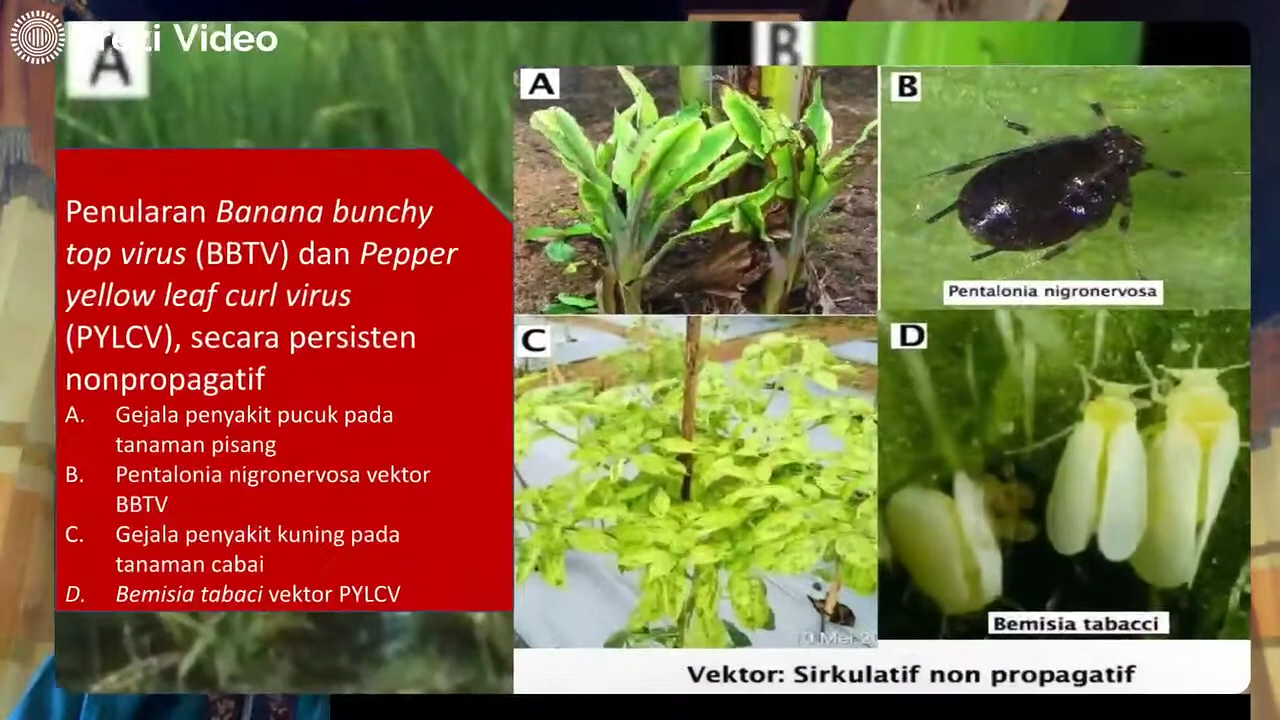 Prezi Video
A
B
Penularan Banana bunchy
top virus (BBTV) dan Pepper
yellow leaf curl virus
(PYLCV), secara persisten
nonpropagatif
A. Gejala penyakit pucuk pada
tanaman pisang
B. Pentalonia nigronervosa vektor
BBTV
C. Gejala penyakit kuning pada
tanaman cabai
D. Bemisia tabaci vektor PYLCV
A
B
Pentalonia nigronervosa
C
D
Bemisia tabacci
Vektor: Sirkulatif non propagatif